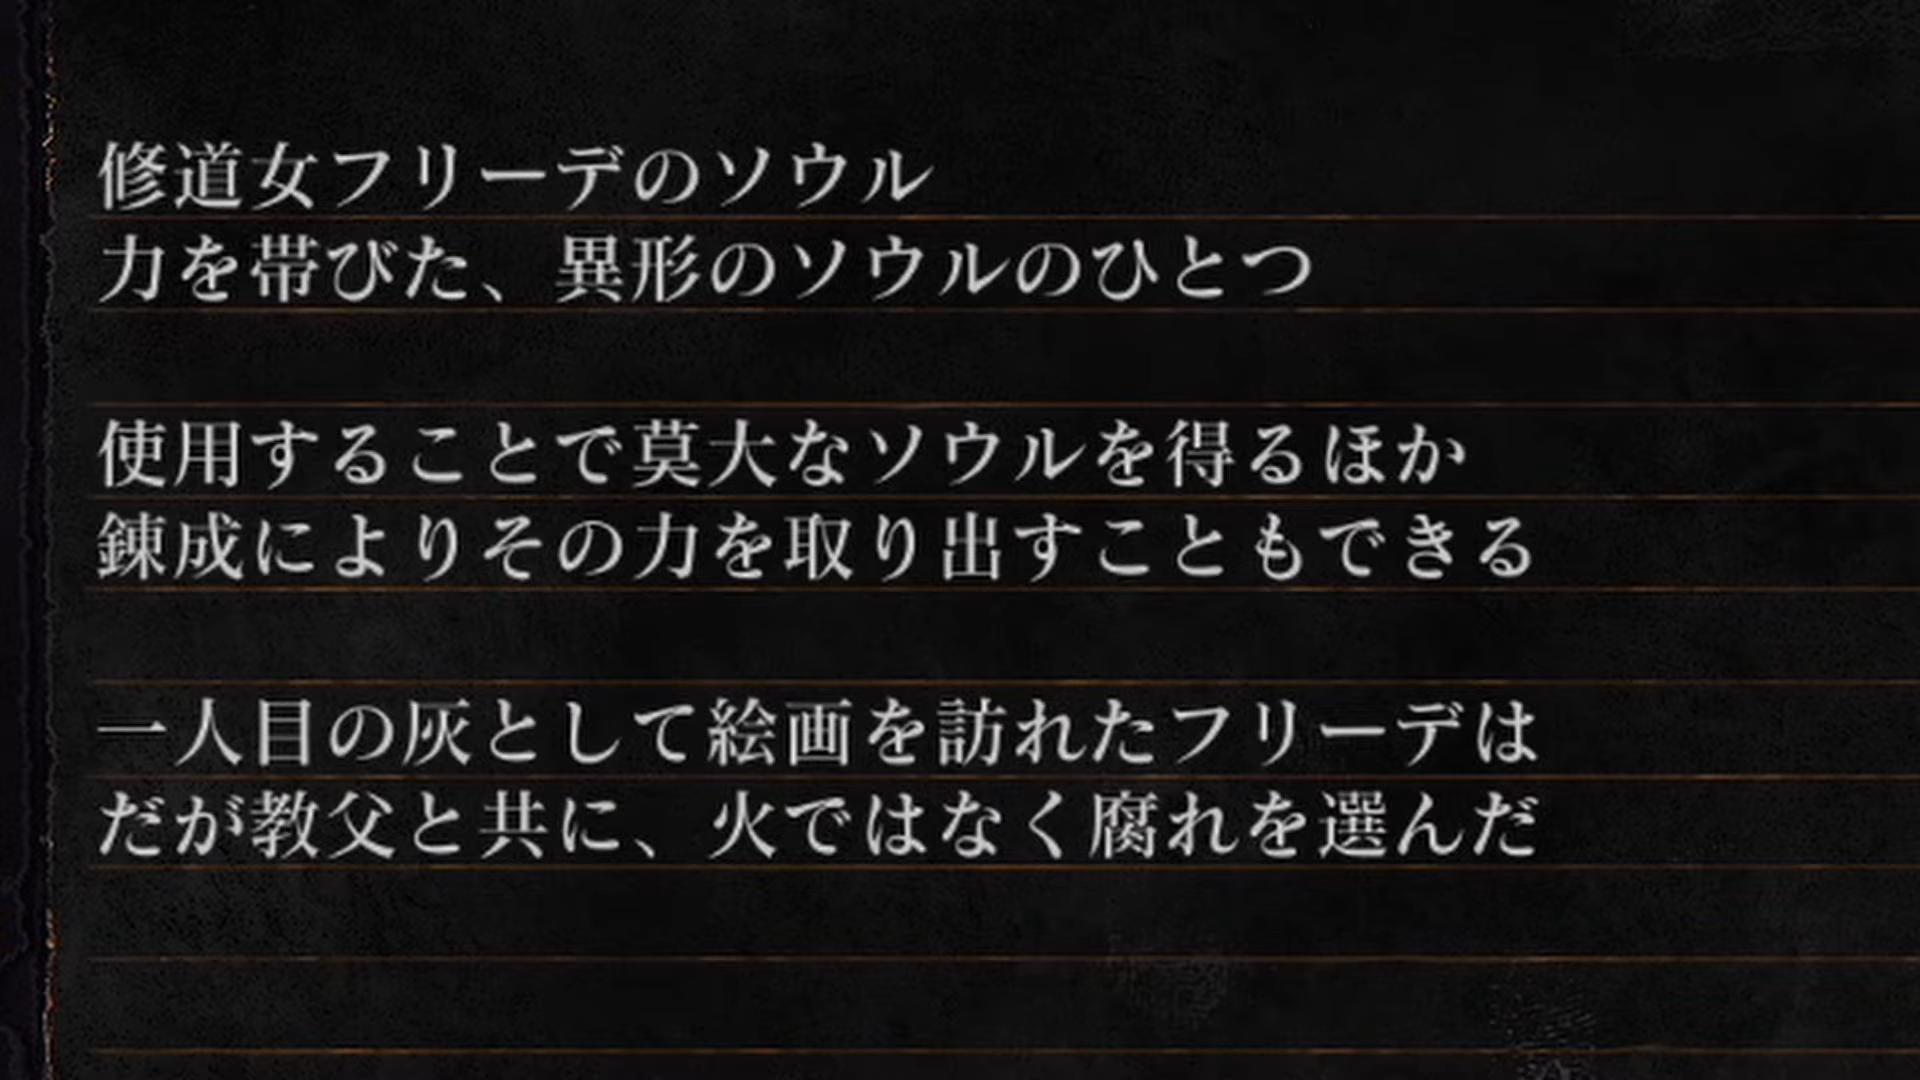 修道女フリーデのソウル
力を帯びた、異形のソウルのひとつ
使用することで莫大なソウルを得るほか
錬成によりその力を取り出すこともできる
一人目の灰として絵画を訪れたフリーデは
だが教父と共に、火ではなく腐れを選んだ